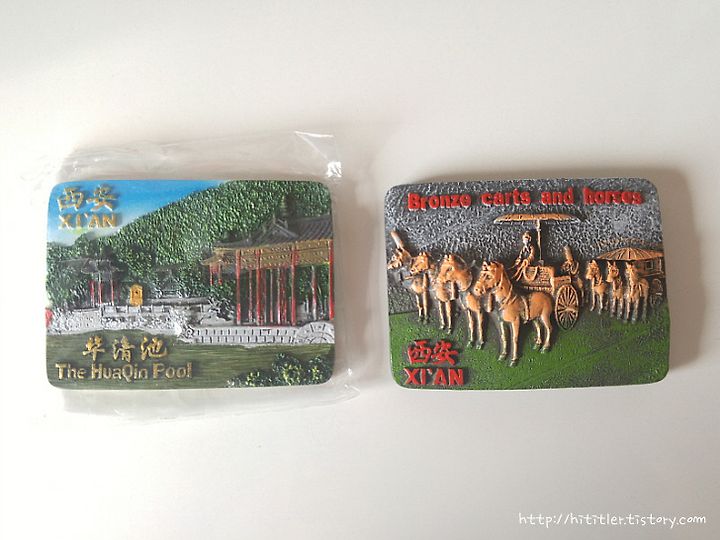 西安
XI'AN
华清池
The HuaQin Pool
Bronze carts and horces
西安
XI'AN
http://hititler.tistory.com